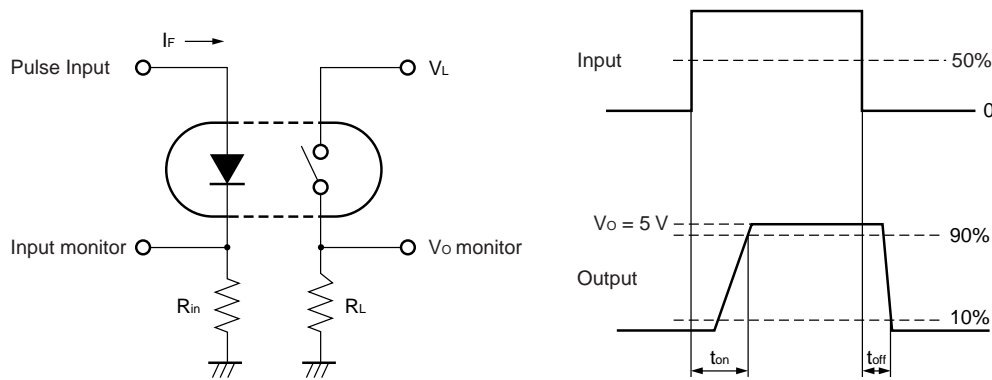 IF
Pulse Input
VL
Input monitor
VO monitor
Rin
RL
Input
50%
0
VO = 5 V
90%
Output
10%
ton
toff